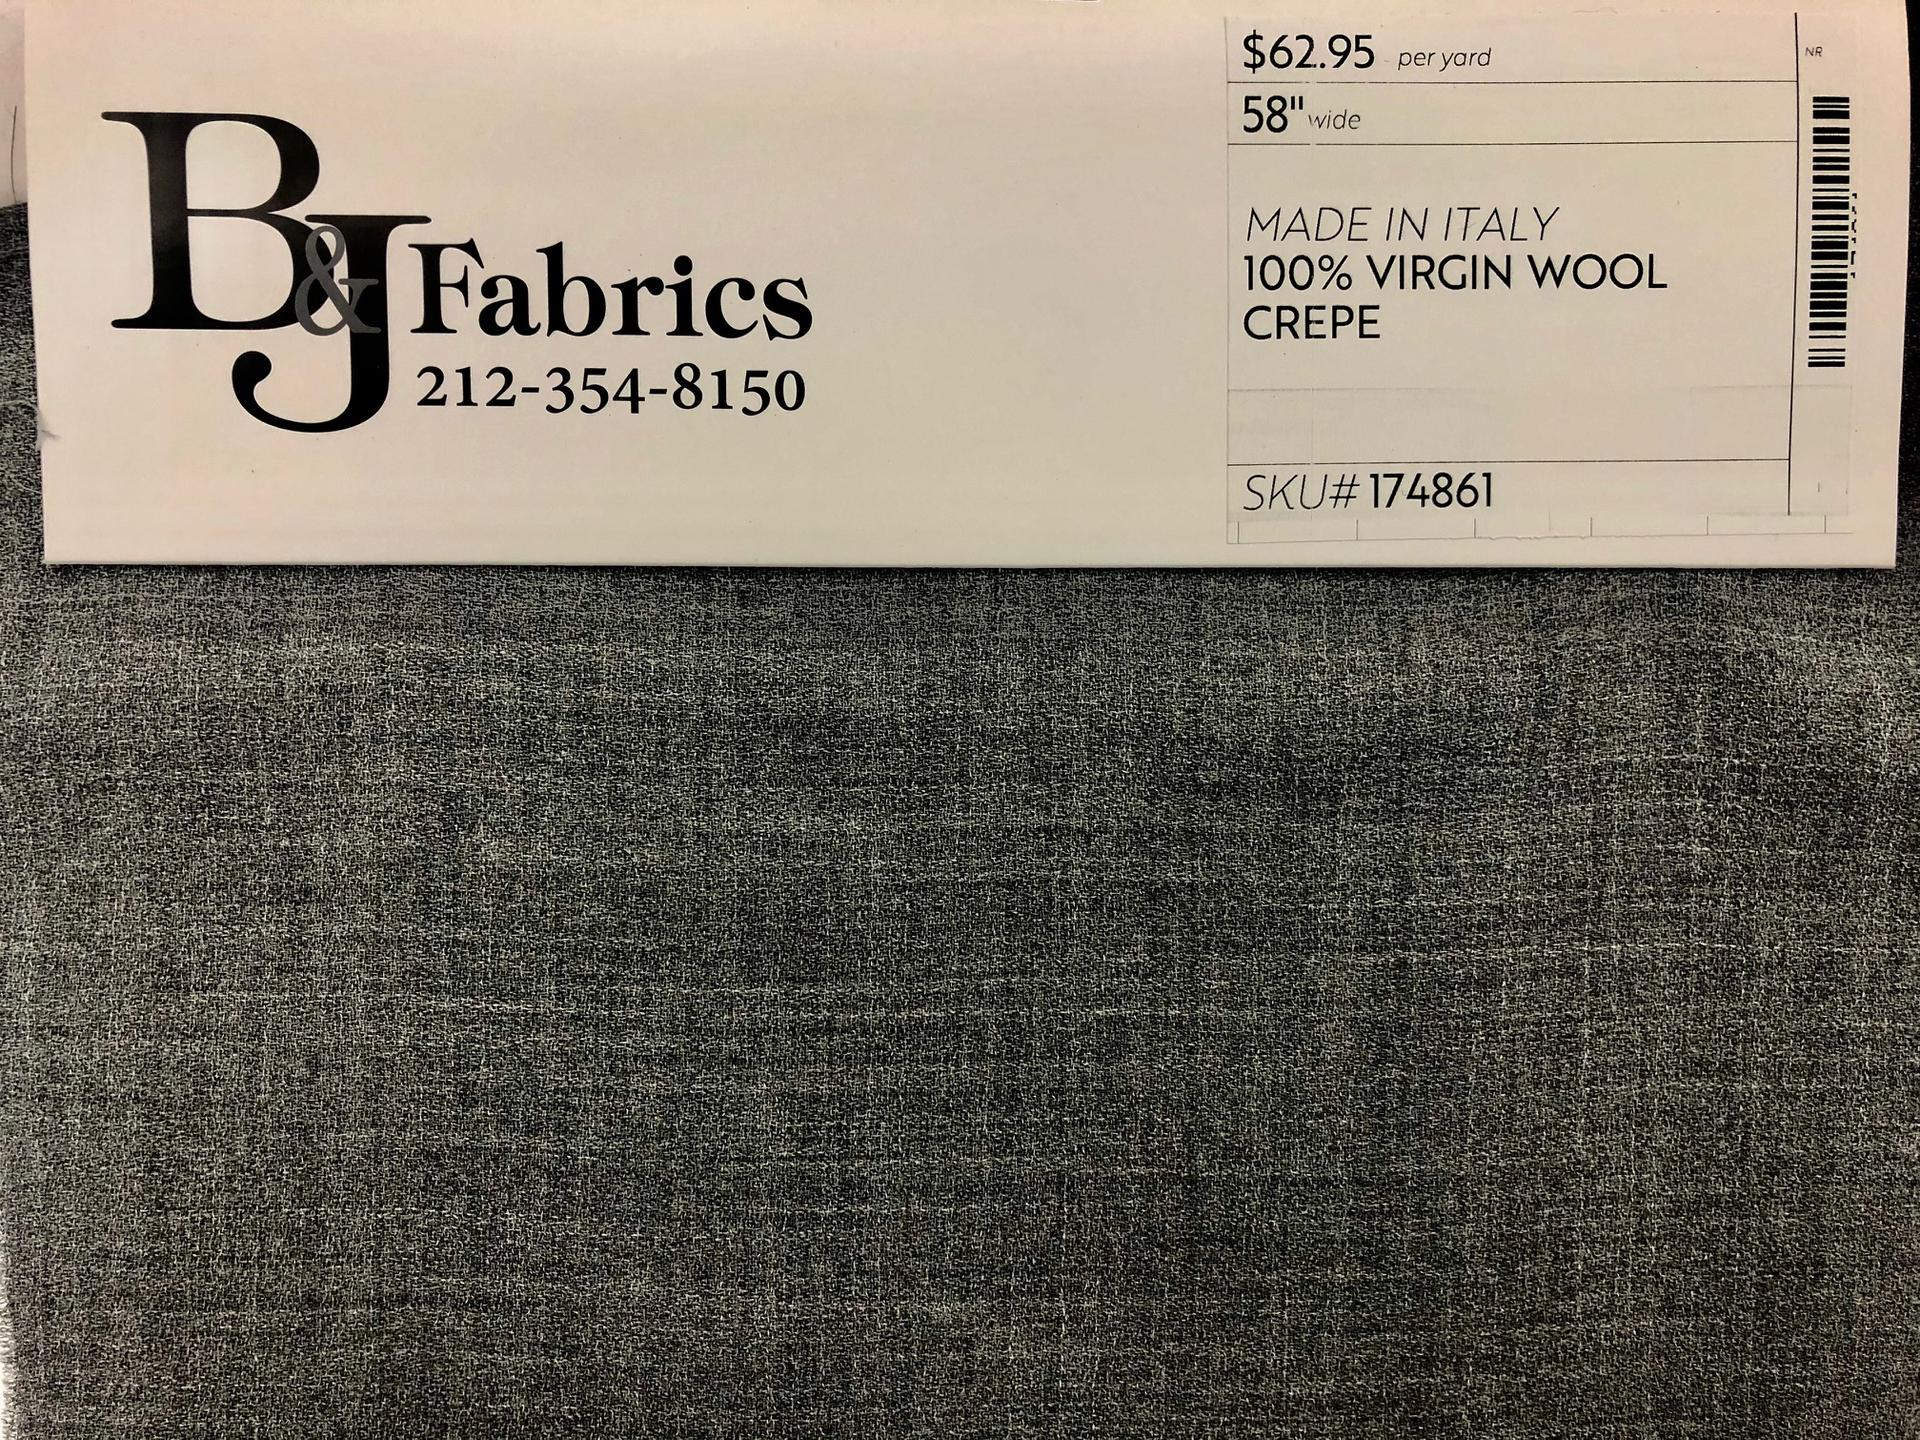 B&J Fabrics
212-354-8150
$62.95 per yard
58" wide
MADE IN ITALY
100% VIRGIN WOOL
CREPE
SKU# 174861
NR